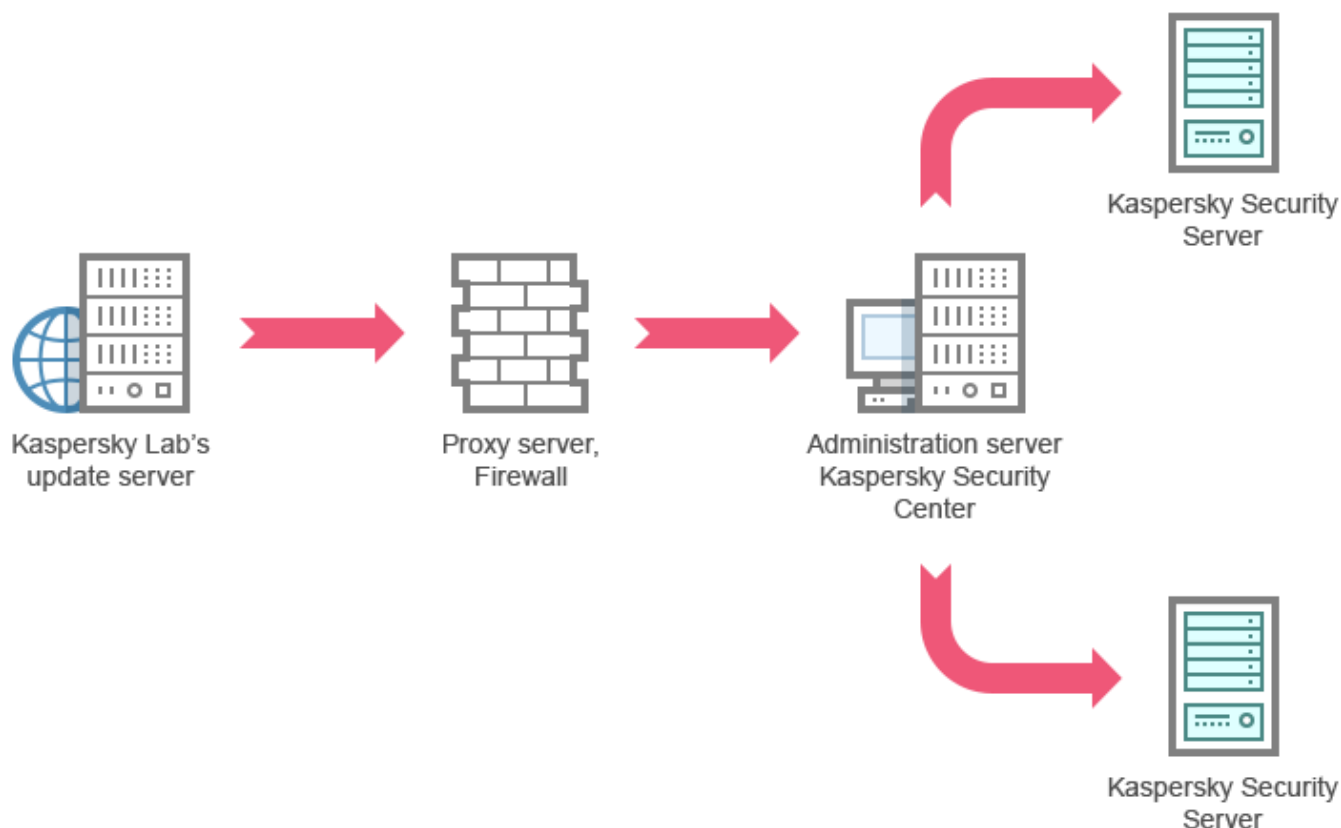 Kaspersky Security
Server
Kaspersky Lab's
update server
Proxy server,
Firewall
Administration server
Kaspersky Security
Center
Kaspersky Security
Server